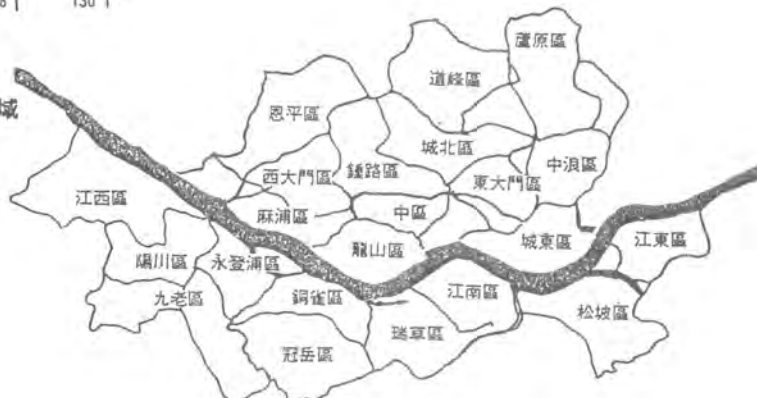 130
域
蘆原區
道峰區
恩平區
城北區
中浪區
西大門區
鍾路區
東大門區
江西區
麻浦區
中區
城東區
江東區
龍山區
陽川區
永登浦區
九老區
銅雀區
江南區
松坡區
瑞草區
冠岳區